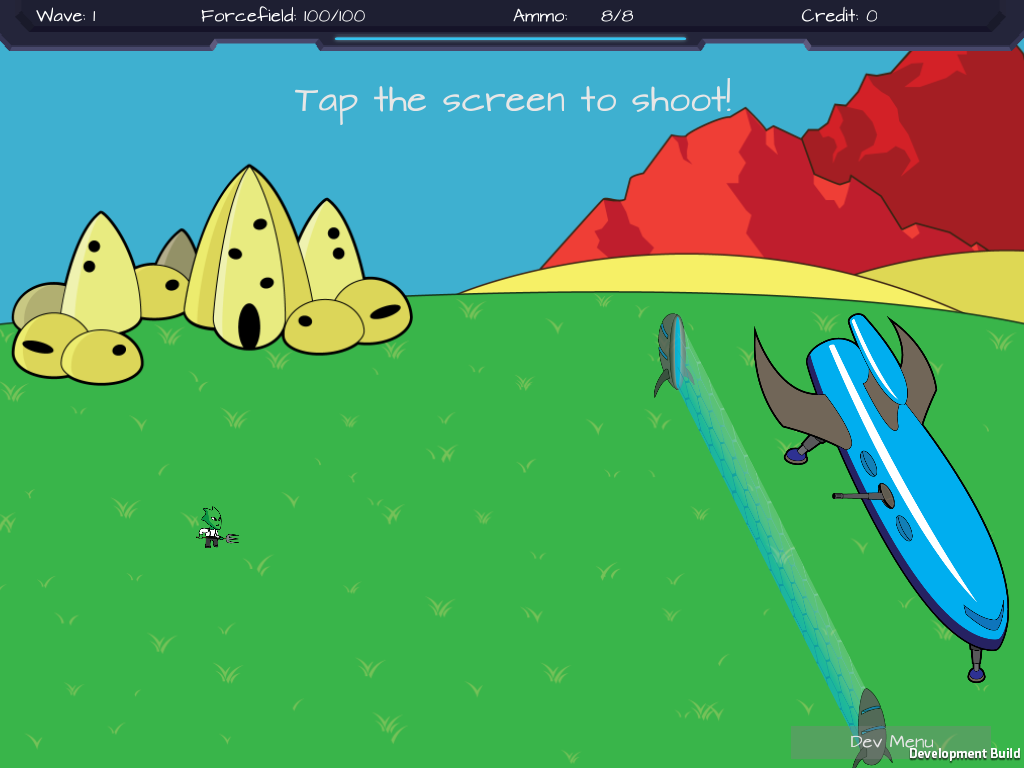 Wave: 1 Forcefield: 100/100 Ammo: 8/8 Credit: 0
Tap the screen to shoot!
Dev Menu
Development Build